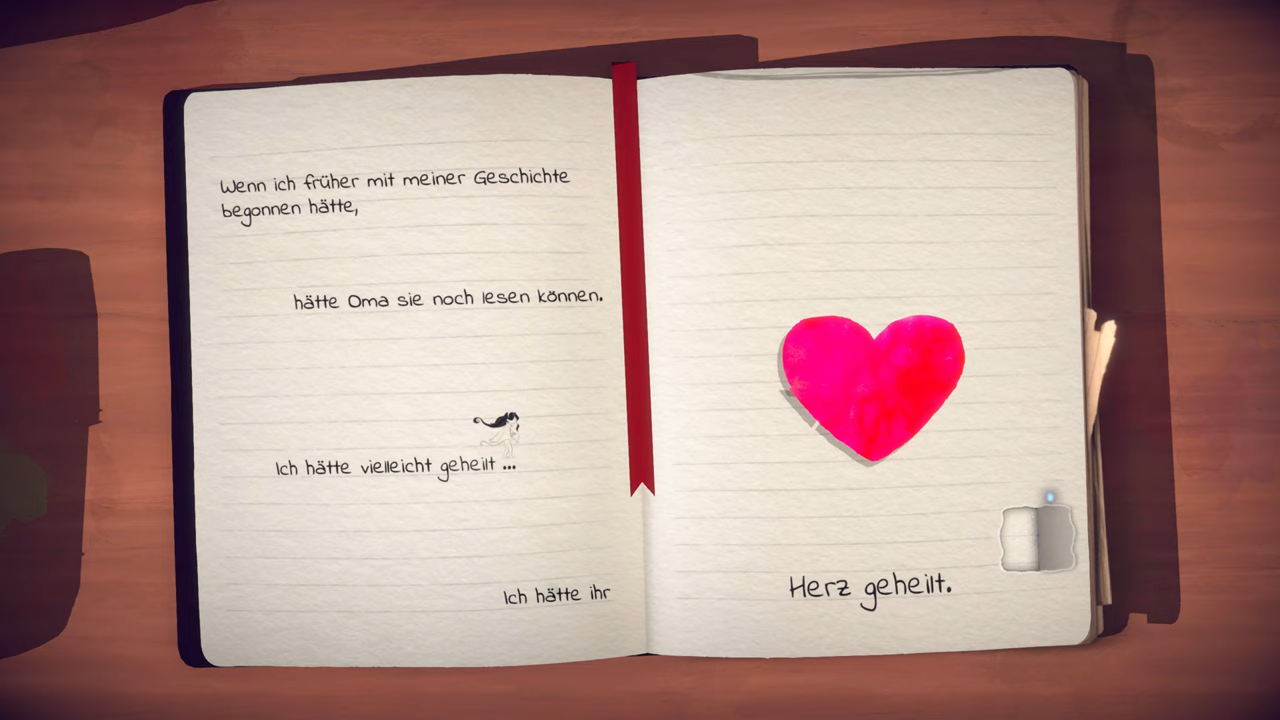 Wenn ich früher mit meiner Geschichte
begonnen hätte,
hätte Oma sie noch lesen können.
Ich hätte vielleicht geheilt ...
Ich hätte ihr
Herz geheilt.